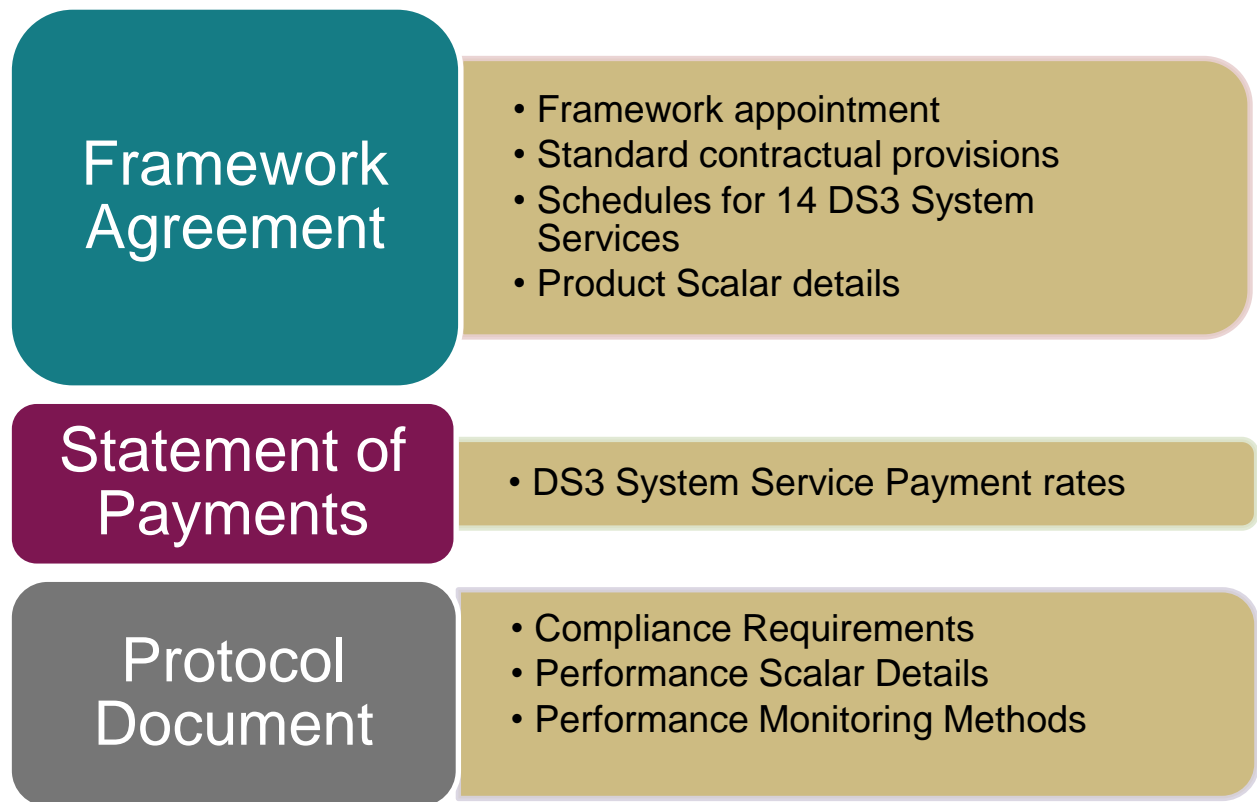 Framework
Agreement
• Framework appointment
• Standard contractual provisions
• Schedules for 14 DS3 System
Services
• Product Scalar details
Statement of
Payments
• DS3 System Service Payment rates
Protocol
Document
• Compliance Requirements
• Performance Scalar Details
• Performance Monitoring Methods